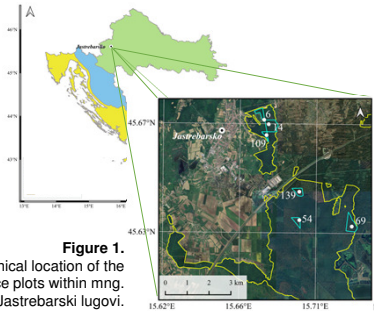 46°N
Jastrebarsko
45°N
44°N
43°N
13°E
14°E
15°E
16°E
45.67°N
6
4
Jastrebarsko
109
139
54
69
45.63°N
0 1 2 3 km
15.62°E 15.66°E 15.71°E
Figure 1.
nical location of the
ce plots within mng.
Jastrebarski lugovi.